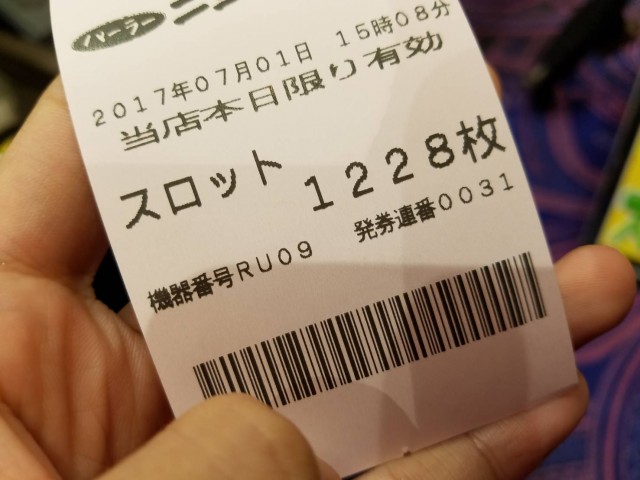 パーラー
2017年07月01日 15時08分
当店本日限り有効
スロット 1228枚
機器番号RU09 発券連番0031